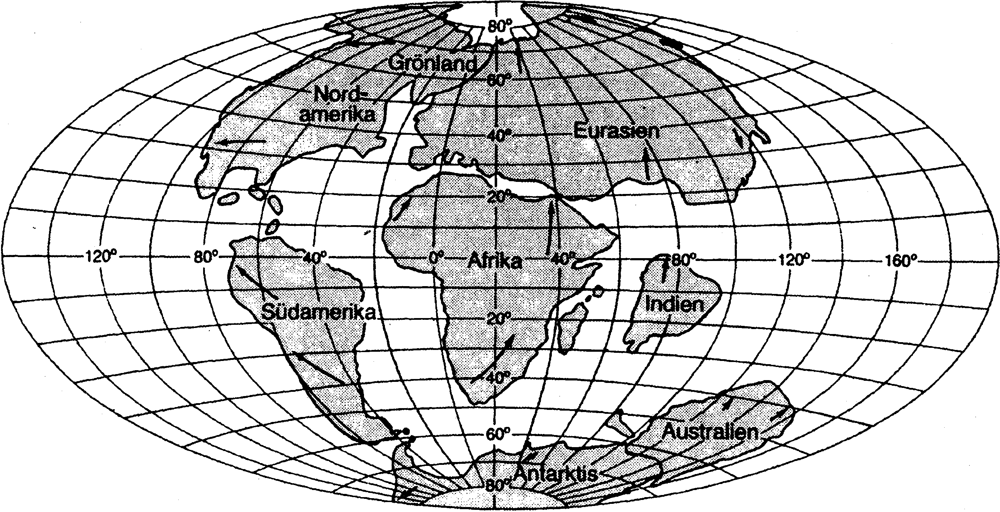 80°
Grönland
60°
Nord-
amerika
Eurasien
40°
20°
120°
80°
40°
0°
Afrika
40°
80°
120°
160°
Indien
Südamerika
20°
40°
60°
Australien
Antarktis
80°